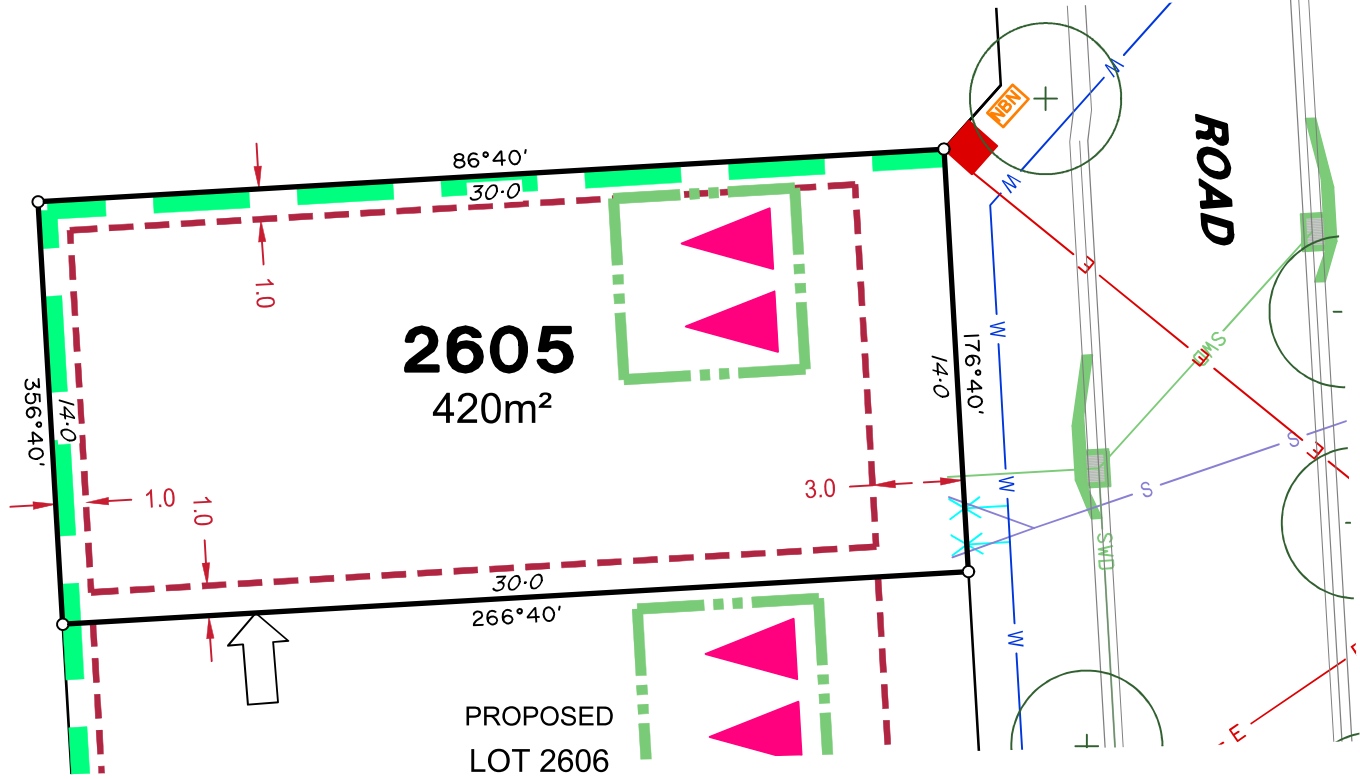 86°40'
30·0
1.0
2605
420m²
356°40'
14·0
1.0
1.0
3.0
14·0
176°40'
30·0
266°40'
PROPOSED
LOT 2606
NBN
ROAD
W
W
W
W
W
E
E
E
E
E
SWD
SWD
S
S